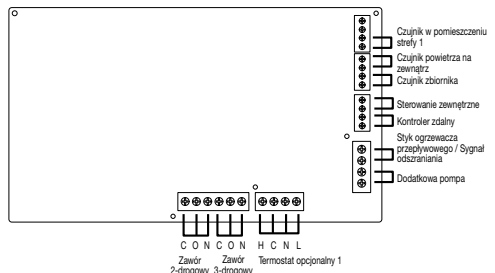 Czujnik w pomieszczeniu
strefy 1
Czujnik powietrza na
zewnątrz
Czujnik zbiornika
Sterowanie zewnętrzne
Kontroler zdalny
Styk ogrzewacza
przepływowego / Sygnał
odszraniania
Dodatkowa pompa
C O N C O N H C N L
Zawór
2-drogowy
Zawór
3-drogowy
Termostat opcjonalny 1